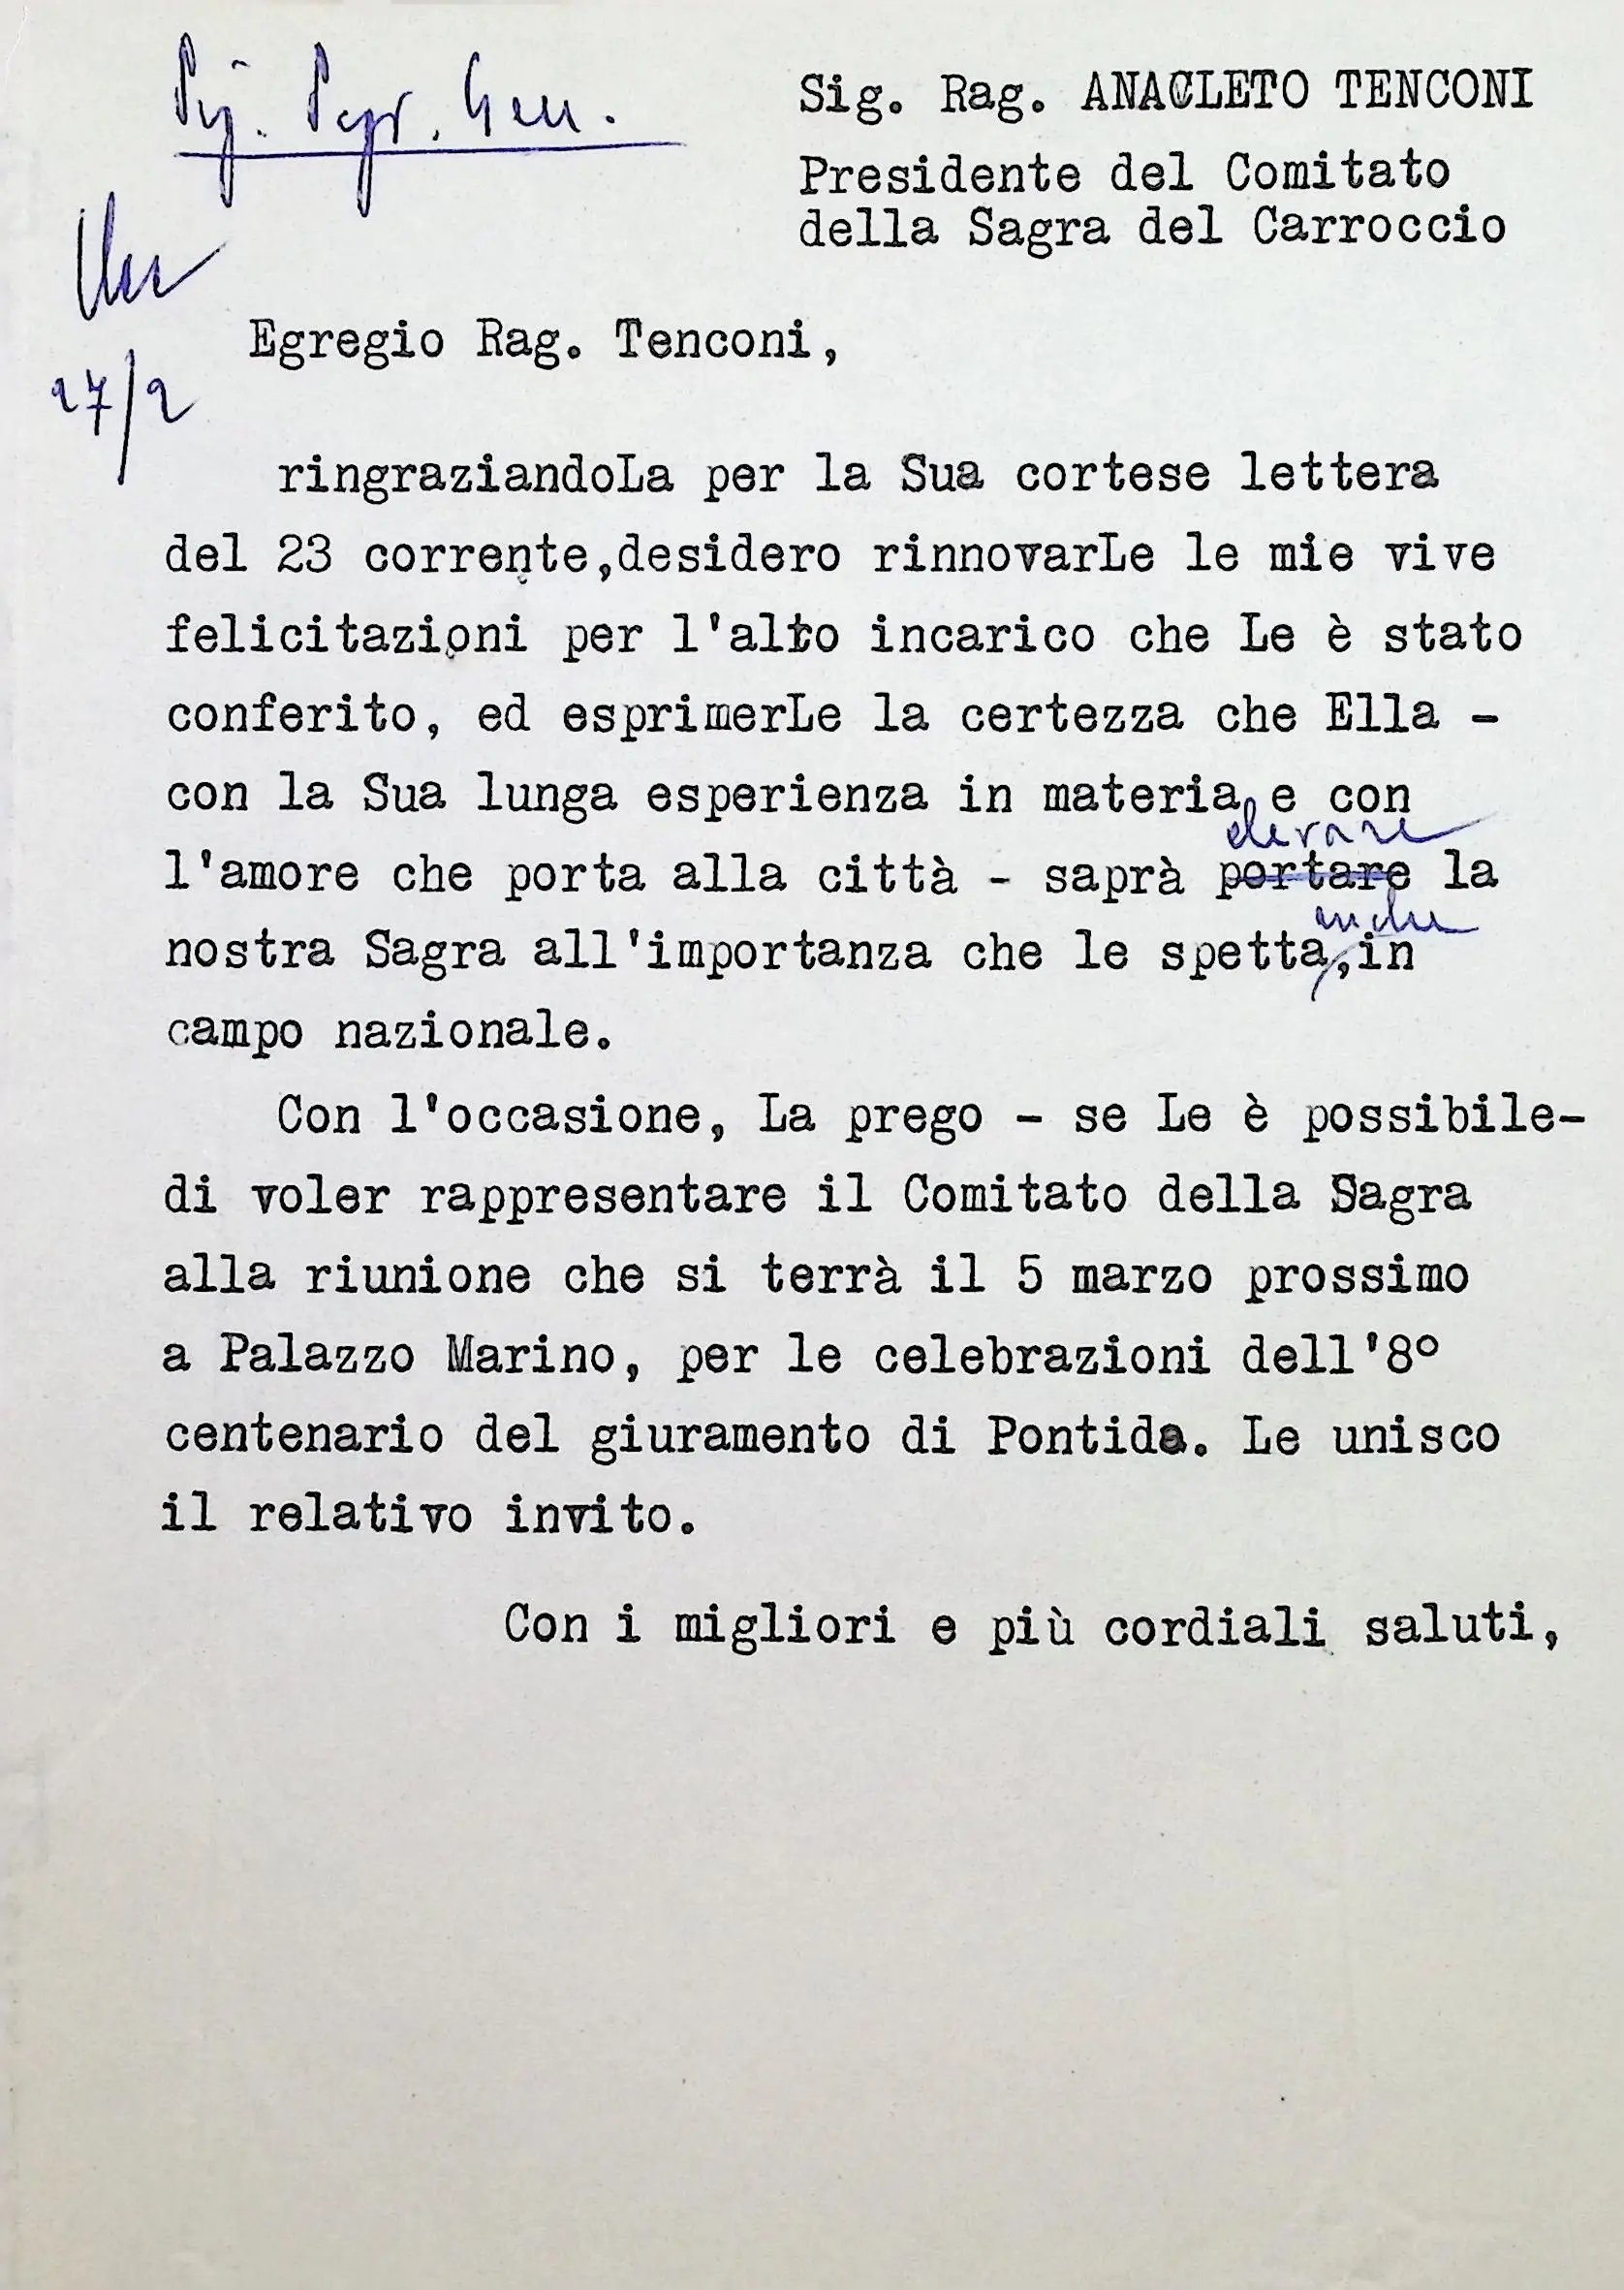 Sig. Rag. ANACLETO TENCONI
Presidente del Comitato
della Sagra del Carroccio
27/2
Egregio Rag. Tenconi,
ringraziandoLa per la Sua cortese lettera
del 23 corrente,desidero rinnovarLe le mie vive
felicitazioni per l'alto incarico che Le è stato
conferito, ed esprimerLe la certezza che Ella -
con la Sua lunga esperienza in materia, e con
elevare
l'amore che porta alla città - saprà portare la
anche
nostra Sagra all'importanza che le spetta, in
campo nazionale.
Con l'occasione, La prego - se Le è possibile-
di voler rappresentare il Comitato della Sagra
alla riunione che si terrà il 5 marzo prossimo
a Palazzo Marino, per le celebrazioni dell'8°
centenario del giuramento di Pontida. Le unisco
il relativo invito.
Con i migliori e più cordiali saluti,